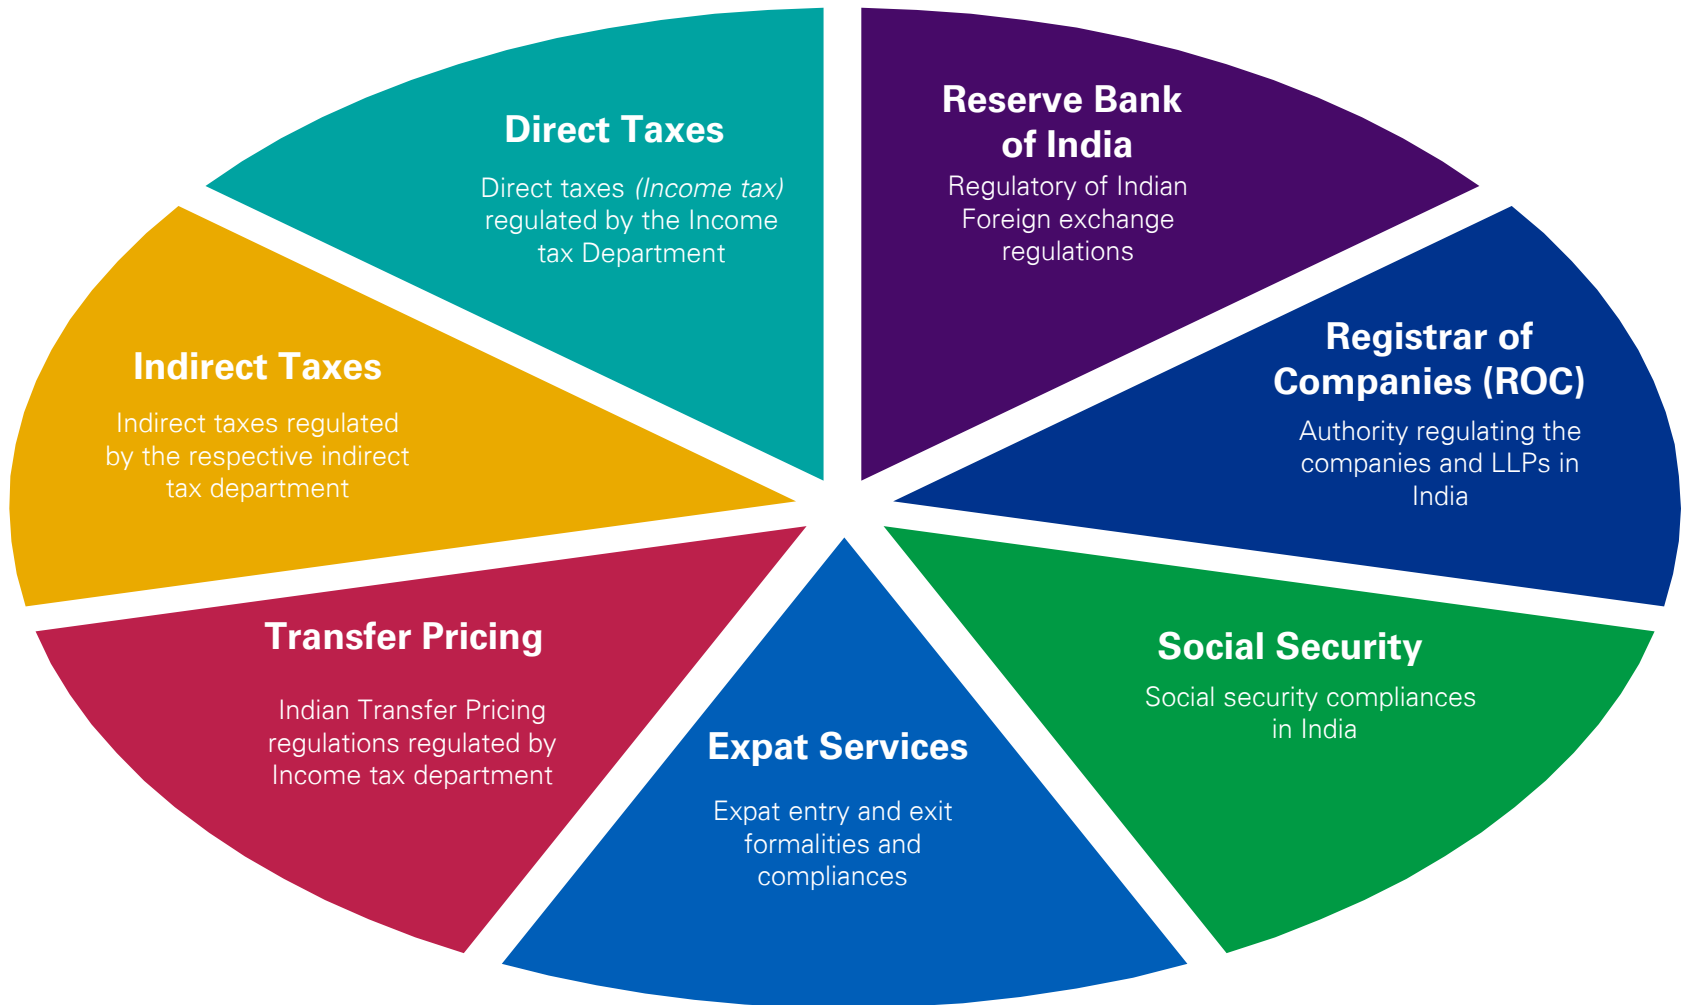 Direct Taxes
Direct taxes (Income tax)
regulated by the Income
tax Department
Reserve Bank
of India
Regulatory of Indian
Foreign exchange
regulations
Registrar of
Companies (ROC)
Authority regulating the
companies and LLPs in
India
Social Security
Social security compliances
in India
Expat Services
Expat entry and exit
formalities and
compliances
Transfer Pricing
Indian Transfer Pricing
regulations regulated by
Income tax department
Indirect Taxes
Indirect taxes regulated
by the respective indirect
tax department